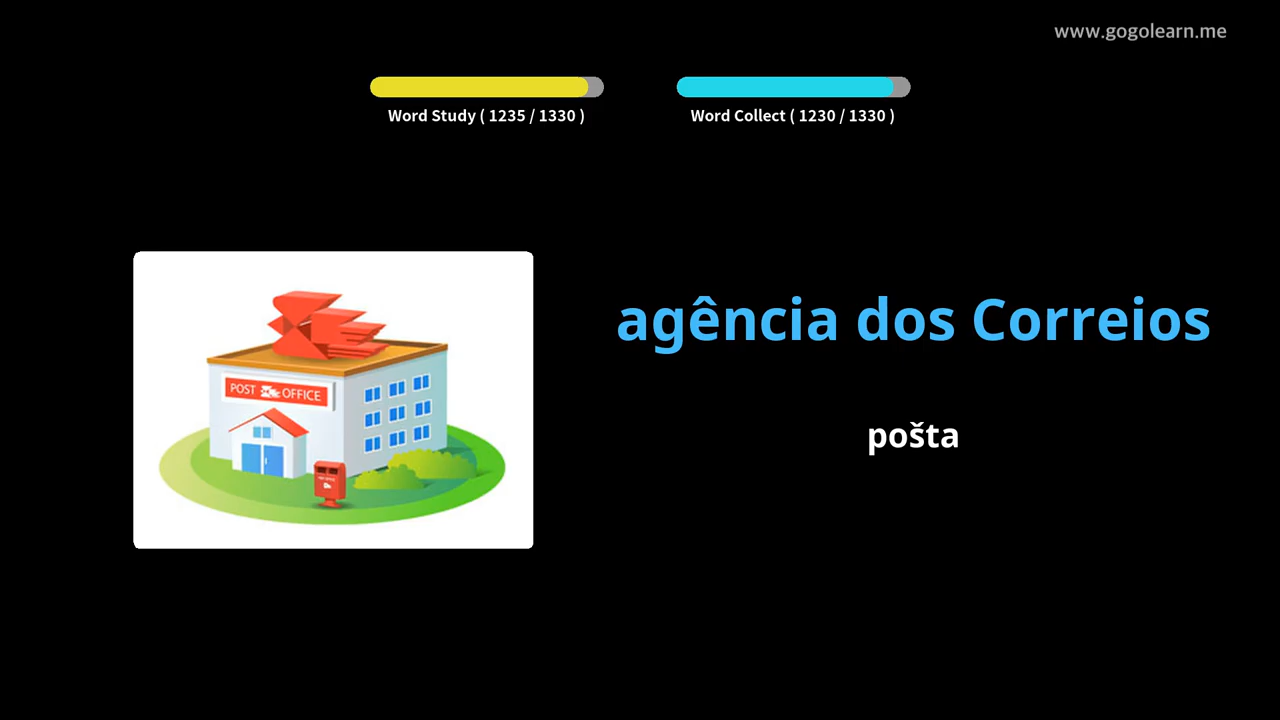 www.gogolearn.me
Word Study ( 1235 / 1330 )
Word Collect ( 1230 / 1330 )
agência dos Correios
POST OFFICE
pošta